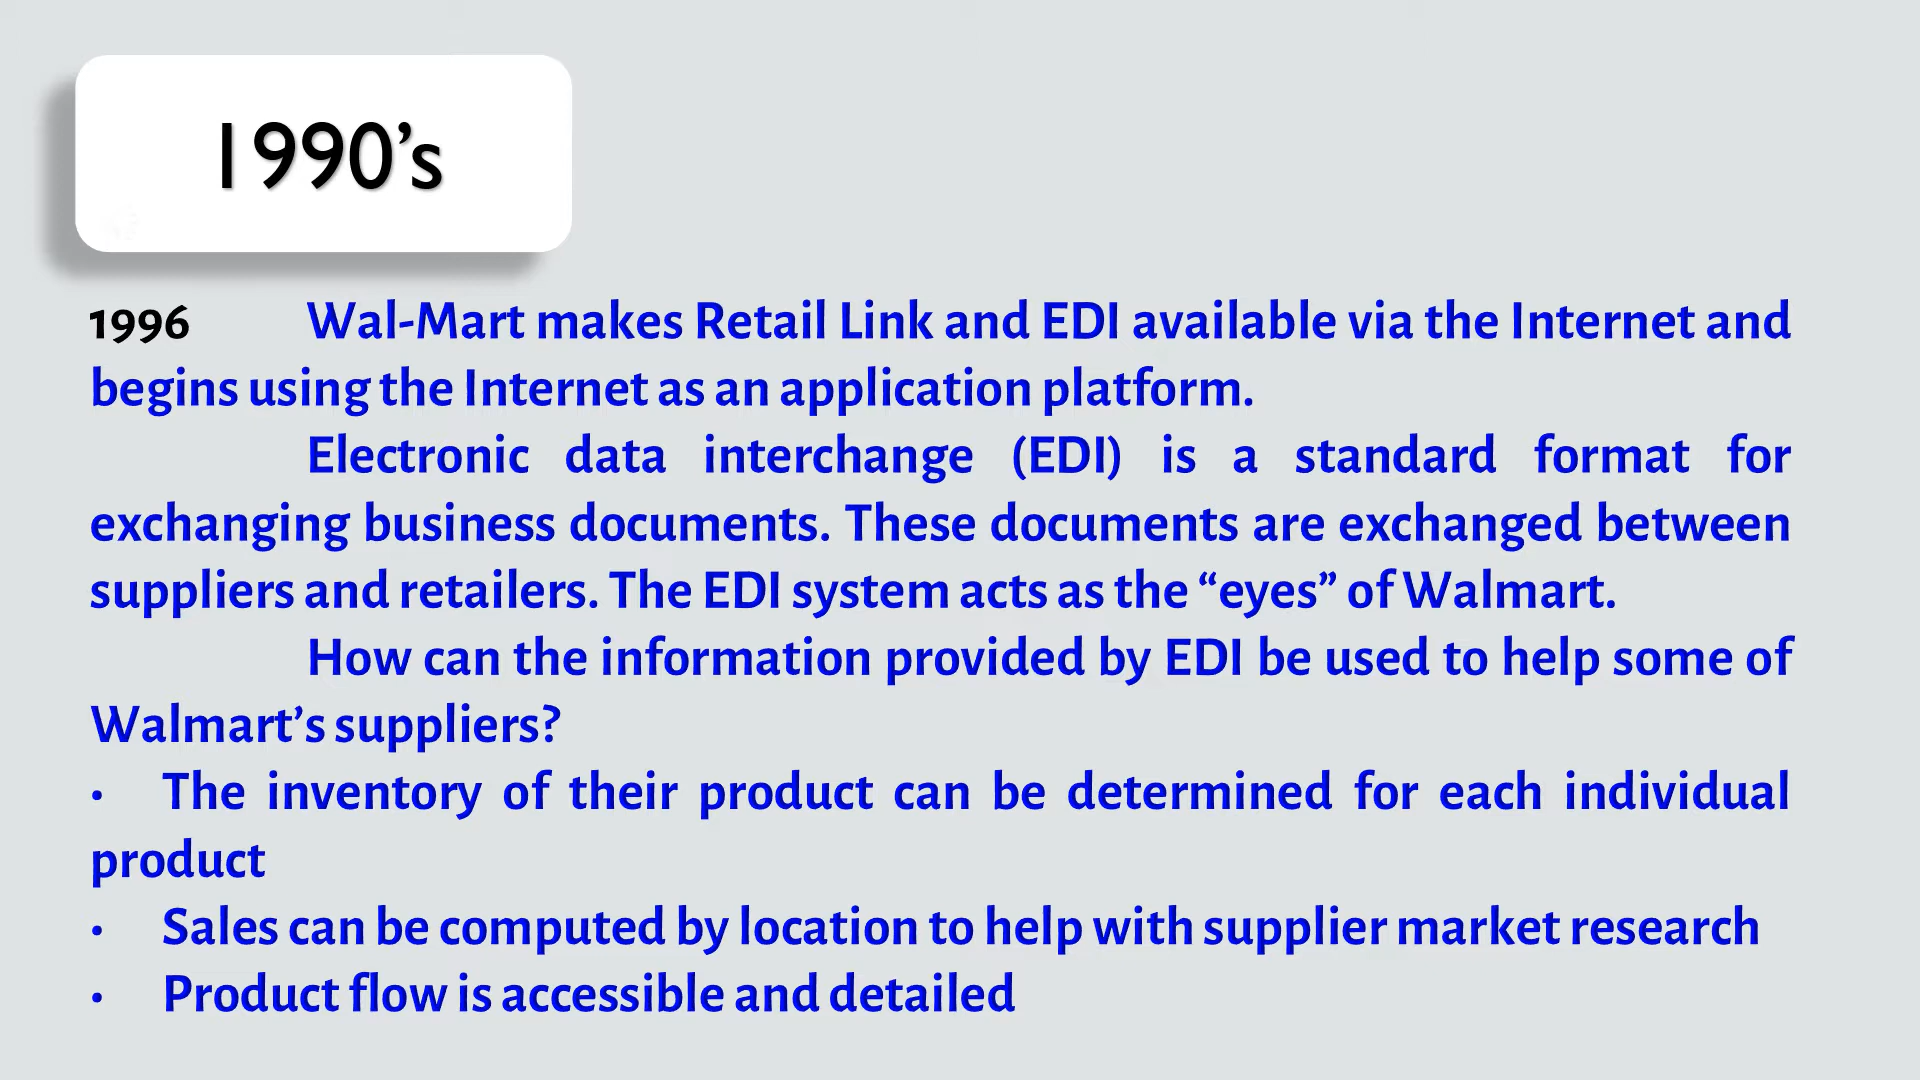 1990’s
1996 Wal-Mart makes Retail Link and EDI available via the Internet and
begins using the Internet as an application platform.
Electronic data interchange (EDI) is a standard format for
exchanging business documents. These documents are exchanged between
suppliers and retailers. The EDI system acts as the “eyes” of Walmart.
How can the information provided by EDI be used to help some of
Walmart’s suppliers?
• The inventory of their product can be determined for each individual
product
• Sales can be computed by location to help with supplier market research
• Product flow is accessible and detailed